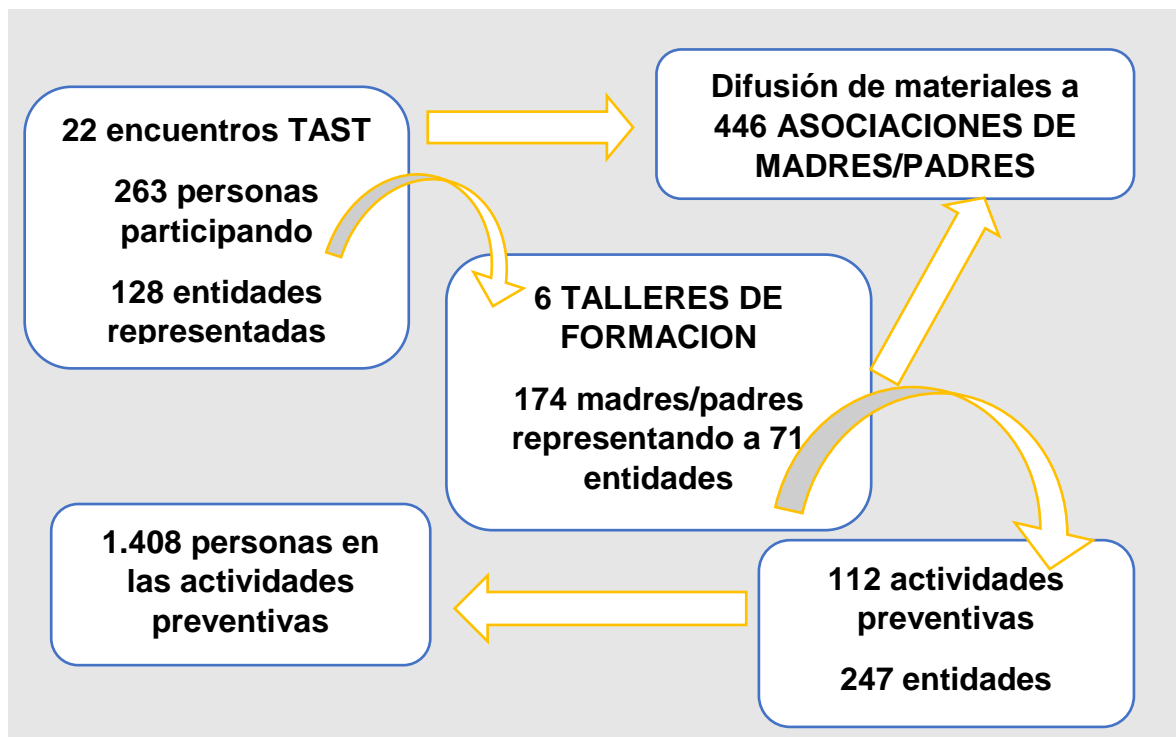 22 encuentros TAST
263 personas
participando
128 entidades
representadas
Difusión de materiales a
446 ASOCIACIONES DE
MADRES/PADRES
6 TALLERES DE
FORMACION
174 madres/padres
representando a 71
entidades
112 actividades
preventivas
247 entidades
1.408 personas en
las actividades
preventivas